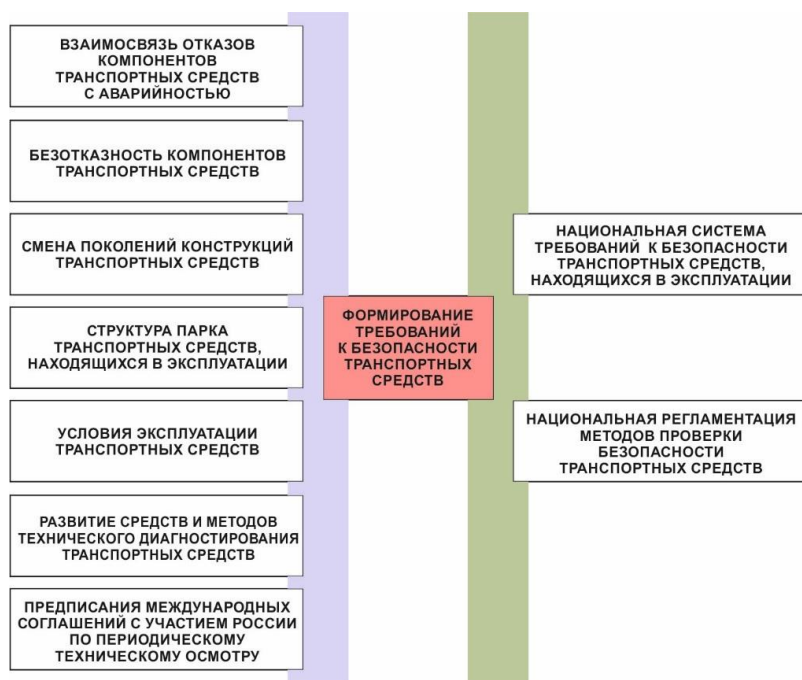 ВЗАИМОСВЯЗЬ ОТКАЗОВ
КОМПОНЕНТОВ
ТРАНСПОРТНЫХ СРЕДСТВ
С АВАРИЙНОСТЬЮ
БЕЗОТКАЗНОСТЬ КОМПОНЕНТОВ
ТРАНСПОРТНЫХ СРЕДСТВ
СМЕНА ПОКОЛЕНИЙ КОНСТРУКЦИЙ
ТРАНСПОРТНЫХ СРЕДСТВ
СТРУКТУРА ПАРКА
ТРАНСПОРТНЫХ СРЕДСТВ,
НАХОДЯЩИХСЯ В ЭКСПЛУАТАЦИИ
УСЛОВИЯ ЭКСПЛУАТАЦИИ
ТРАНСПОРТНЫХ СРЕДСТВ
РАЗВИТИЕ СРЕДСТВ И МЕТОДОВ
ТЕХНИЧЕСКОГО ДИАГНОСТИРОВАНИЯ
ТРАНСПОРТНЫХ СРЕДСТВ
ПРЕДПИСАНИЯ МЕЖДУНАРОДНЫХ
СОГЛАШЕНИЙ С УЧАСТИЕМ РОССИИ
ПО ПЕРИОДИЧЕСКОМУ
ТЕХНИЧЕСКОМУ ОСМОТРУ
ФОРМИРОВАНИЕ
ТРЕБОВАНИЙ
К БЕЗОПАСНОСТИ
ТРАНСПОРТНЫХ
СРЕДСТВ
НАЦИОНАЛЬНАЯ СИСТЕМА
ТРЕБОВАНИЙ К БЕЗОПАСНОСТИ
ТРАНСПОРТНЫХ СРЕДСТВ,
НАХОДЯЩИХСЯ В ЭКСПЛУАТАЦИИ
НАЦИОНАЛЬНАЯ РЕГЛАМЕНТАЦИЯ
МЕТОДОВ ПРОВЕРКИ
БЕЗОПАСНОСТИ
ТРАНСПОРТНЫХ СРЕДСТВ